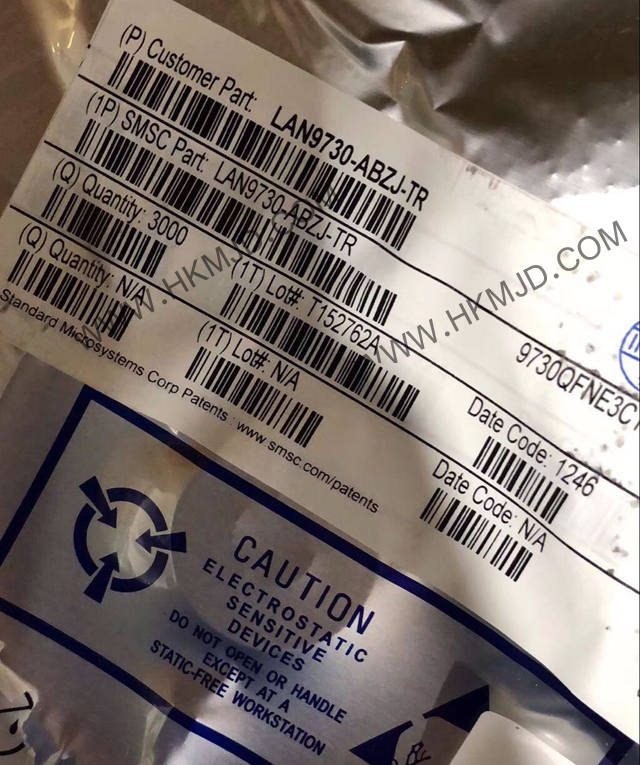 (P) Customer Part: LAN9730-ABZJ-TR
(1P) SMSC Part: LAN9730-ABZJ-TR
(Q) Quantity: 3000
(1T) Lot#: T152762A
9730QFNE3C
Date Code: 1246
(Q) Quantity: N/A
(1T) Lot#: N/A
Date Code: N/A
Standard Microsystems Corp Patents : www.smsc.com/patents
WWW.HKMJD.COM
WWW.HKMJD.COM
CAUTION
ELECTROSTATIC
SENSITIVE
DEVICES
DO NOT OPEN OR HANDLE
EXCEPT AT A
STATIC-FREE WORKSTATION